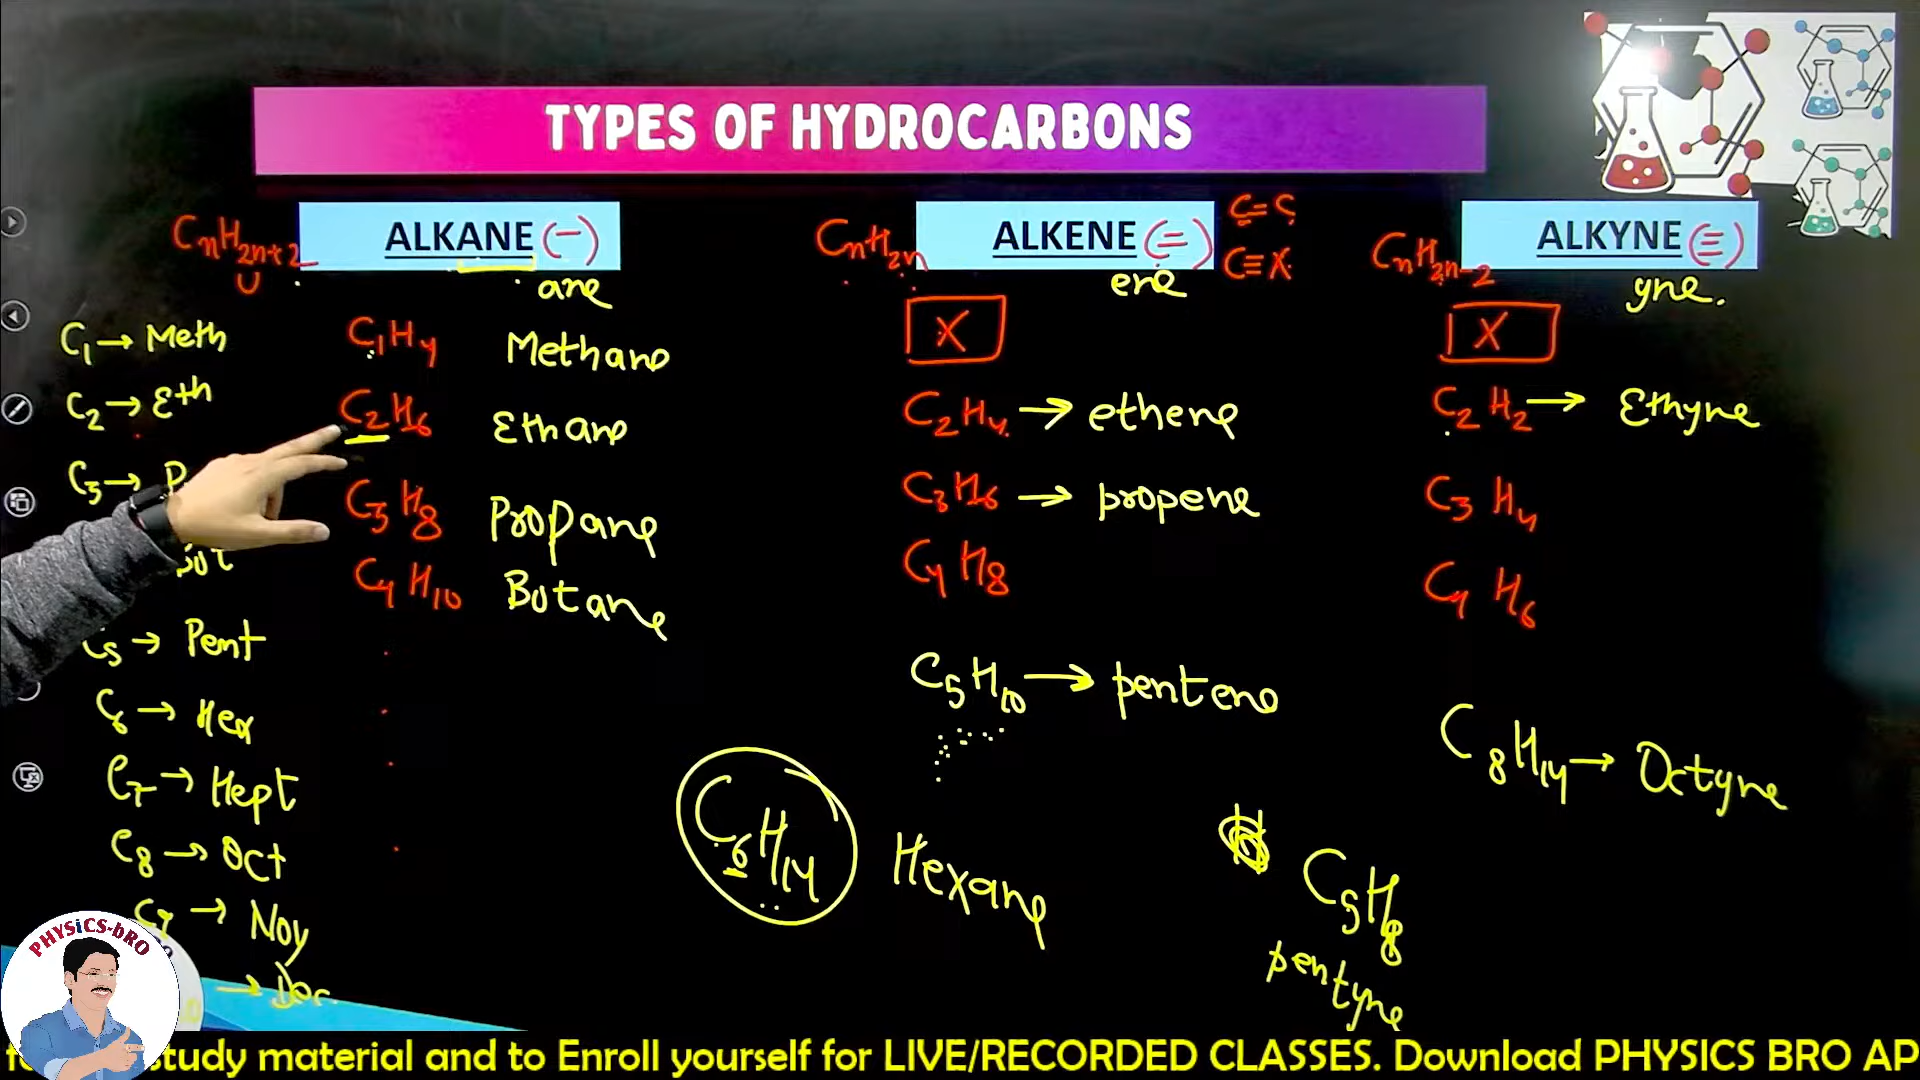 TYPES OF HYDROCARBONS
CnH2n+2
ALKANE (-)
ane
C1 → Meth
C2 → Eth
C3 → P
C5 → Pent
C6 → Hex
C7 → Hept
C8 → Oct
→ Dec
C1H4 Methane
C2H6 Ethane
C3H8 Propane
C4H10 Butane
CnH2n
ALKENE (=)
C=C
C≡X
ene
X
C2H4 → ethene
C3H6 → propene
C4H8
C5H10 → pentene
C6H14 Hexane
CnH2n-2
ALKYNE (≡)
yne.
X
C2H2 → Ethyne
C3H4
C4H6
C8H14 → Octyne
C5H8
pentyne
PHYSiCS-bRO
study material and to Enroll yourself for LIVE/RECORDED CLASSES. Download PHYSICS BRO AP